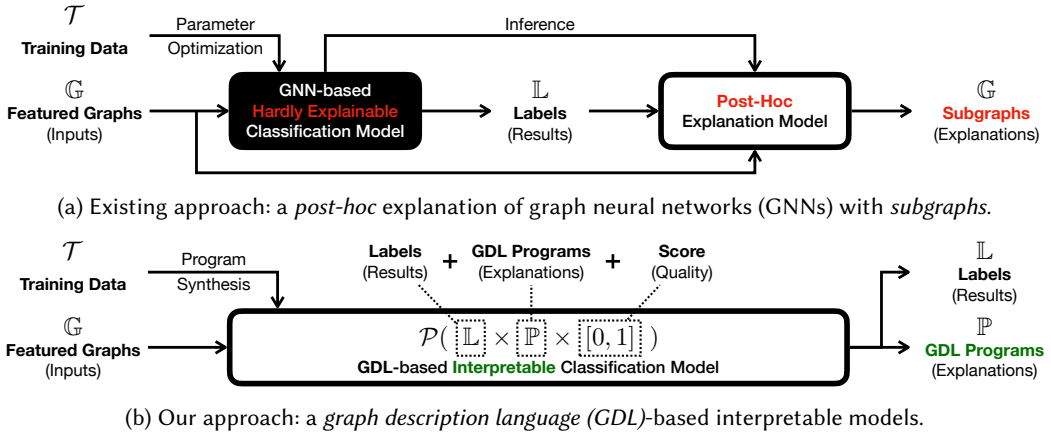 𝒯
Training Data
Parameter
Optimization
Inference
𝔾
Featured Graphs
(Inputs)
GNN-based
Hardly Explainable
Classification Model
𝕃
Labels
(Results)
Post-Hoc
Explanation Model
𝔾
Subgraphs
(Explanations)
(a) Existing approach: a post-hoc explanation of graph neural networks (GNNs) with subgraphs.
𝒯
Training Data
Program
Synthesis
Labels + GDL Programs + Score
(Results) (Explanations) (Quality)
𝕃
Labels
(Results)
𝔾
Featured Graphs
(Inputs)
𝒫( 𝕃 × ℙ × [0, 1] )
GDL-based Interpretable Classification Model
ℙ
GDL Programs
(Explanations)
(b) Our approach: a graph description language (GDL)-based interpretable models.